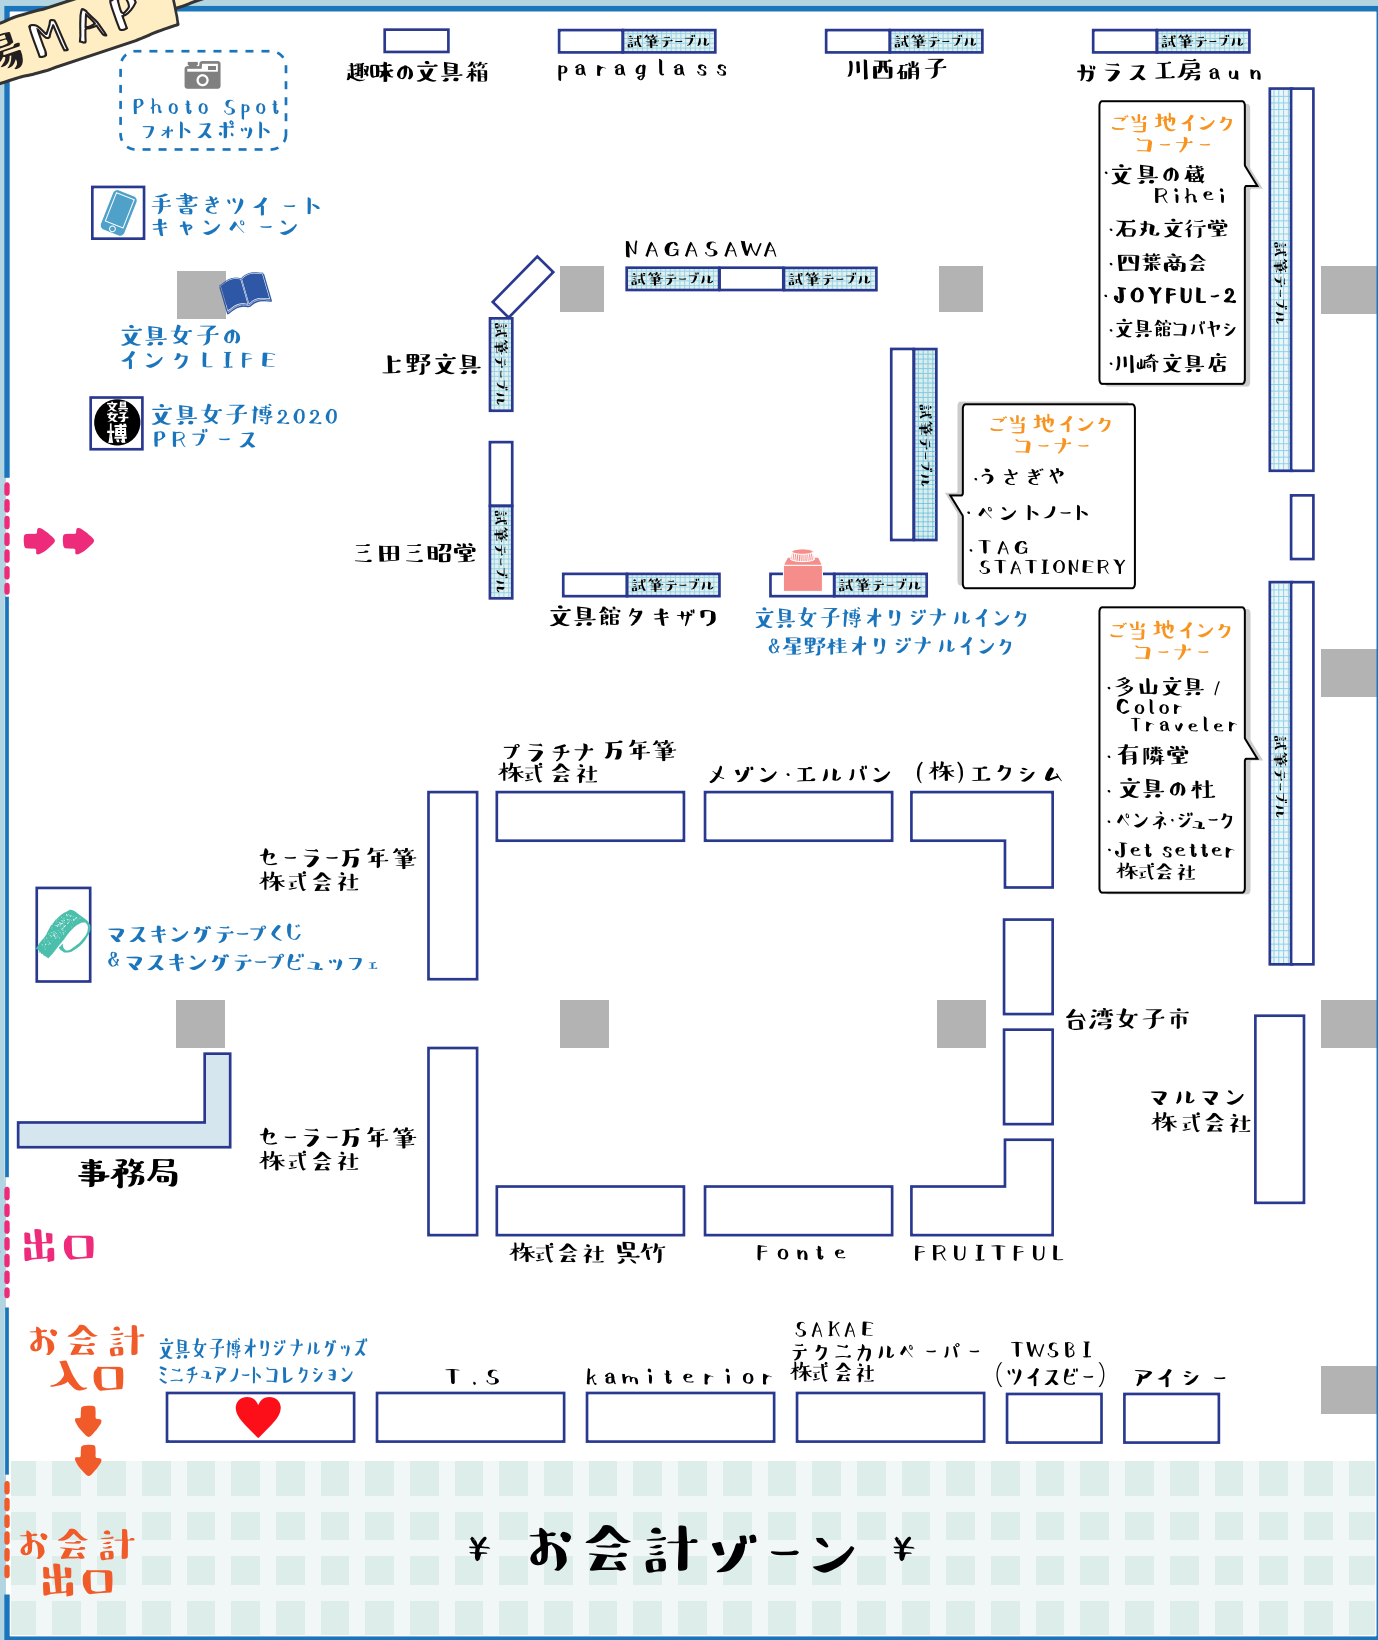 場MAP
趣味の文具箱
試筆テーブル
paraglass
試筆テーブル
川西硝子
試筆テーブル
ガラス工房aun
Photo Spot
フォトスポット
手書きツイート
キャンペーン
文具女子の
インクLIFE
文具
女子
博
文具女子博2020
PRブース
NAGASAWA
試筆テーブル
試筆テーブル
上野文具
試筆テーブル
三田三昭堂
試筆テーブル
試筆テーブル
文具館タキザワ
試筆テーブル
文具女子博オリジナルインク
&星野桂オリジナルインク
試筆テーブル
ご当地インク
コーナー
・うさぎや
・ペントノート
・TAG
STATIONERY
ご当地インク
コーナー
・文具の蔵
Rihei
・石丸文行堂
・四葉商会
・JOYFUL-2
・文具館コバヤシ
・川崎文具店
試筆テーブル
ご当地インク
コーナー
・多山文具/
Color
Traveler
・有隣堂
・文具の杜
・ペンネ・ジューク
・Jet setter
株式会社
試筆テーブル
プラチナ万年筆
株式会社
メゾン・エルバン
(株)エクシム
セーラー万年筆
株式会社
マスキングテープくじ
&マスキングテープビュッフェ
台湾女子市
マルマン
株式会社
セーラー万年筆
株式会社
事務局
株式会社 呉竹
Fonte
FRUITFUL
出口
お会計
入口
文具女子博オリジナルグッズ
ミニチュアノートコレクション
T.S
kamiterior
SAKAE
テクニカルペーパー
株式会社
TWSBI
(ツイスビー)
アイシー
お会計
出口
¥ お会計ゾーン ¥